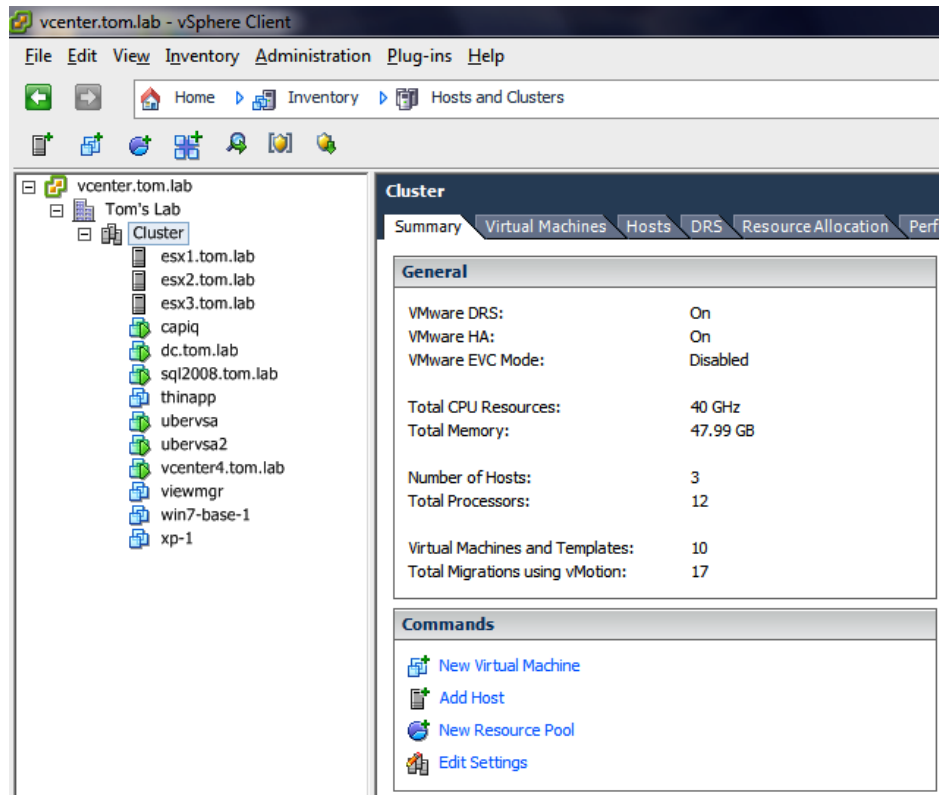 vcenter.tom.lab - vSphere Client
File Edit View Inventory Administration Plug-ins Help
Home Inventory Hosts and Clusters
vcenter.tom.lab
Tom's Lab
Cluster
esx1.tom.lab
esx2.tom.lab
esx3.tom.lab
capiq
dc.tom.lab
sql2008.tom.lab
thinapp
ubervsa
ubervsa2
vcenter4.tom.lab
viewmgr
win7-base-1
xp-1
Cluster
Summary Virtual Machines Hosts DRS Resource Allocation Perf
General
VMware DRS: On
VMware HA: On
VMware EVC Mode: Disabled
Total CPU Resources: 40 GHz
Total Memory: 47.99 GB
Number of Hosts: 3
Total Processors: 12
Virtual Machines and Templates: 10
Total Migrations using vMotion: 17
Commands
New Virtual Machine
Add Host
New Resource Pool
Edit Settings